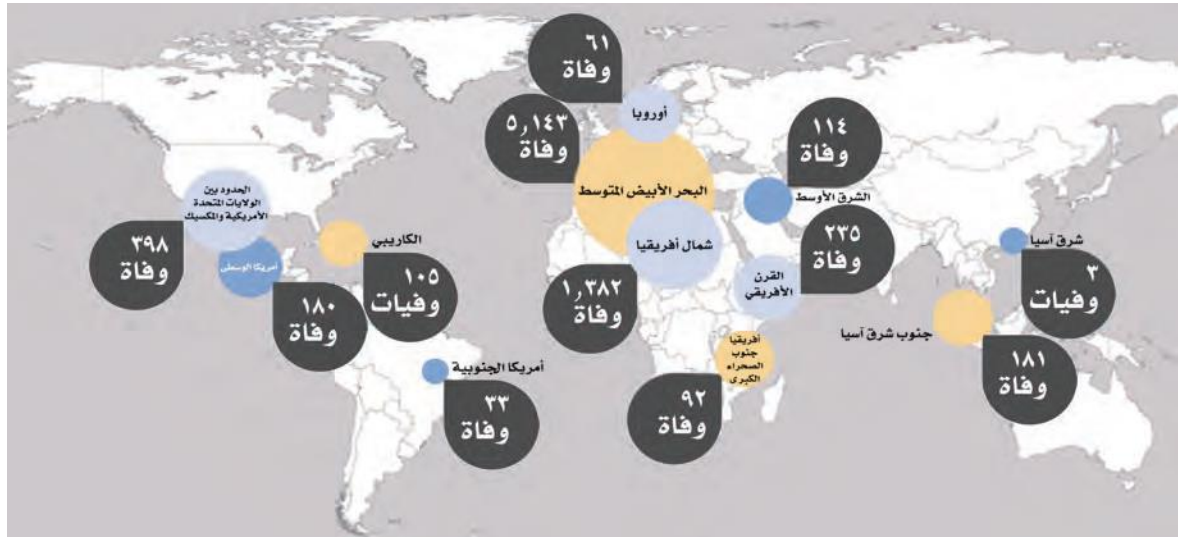 ٦١
وفاة
أوروبا
٥,١٤٣
وفاة
البحر الأبيض المتوسط
١١٤
وفاة
الشرق الأوسط
الحدود بين
الولايات المتحدة
الأمريكية والمكسيك
٣٩٨
وفاة
أمريكا الوسطى
١٨٠
وفاة
الكاريبي
١٠٥
وفيات
شمال أفريقيا
١,٣٨٢
وفاة
القرن
الأفريقي
٢٣٥
وفاة
شرق آسيا
٣
وفيات
جنوب شرق آسيا
١٨١
وفاة
أفريقيا
جنوب
الصحراء
الكبرى
٩٢
وفاة
أمريكا الجنوبية
٣٣
وفاة